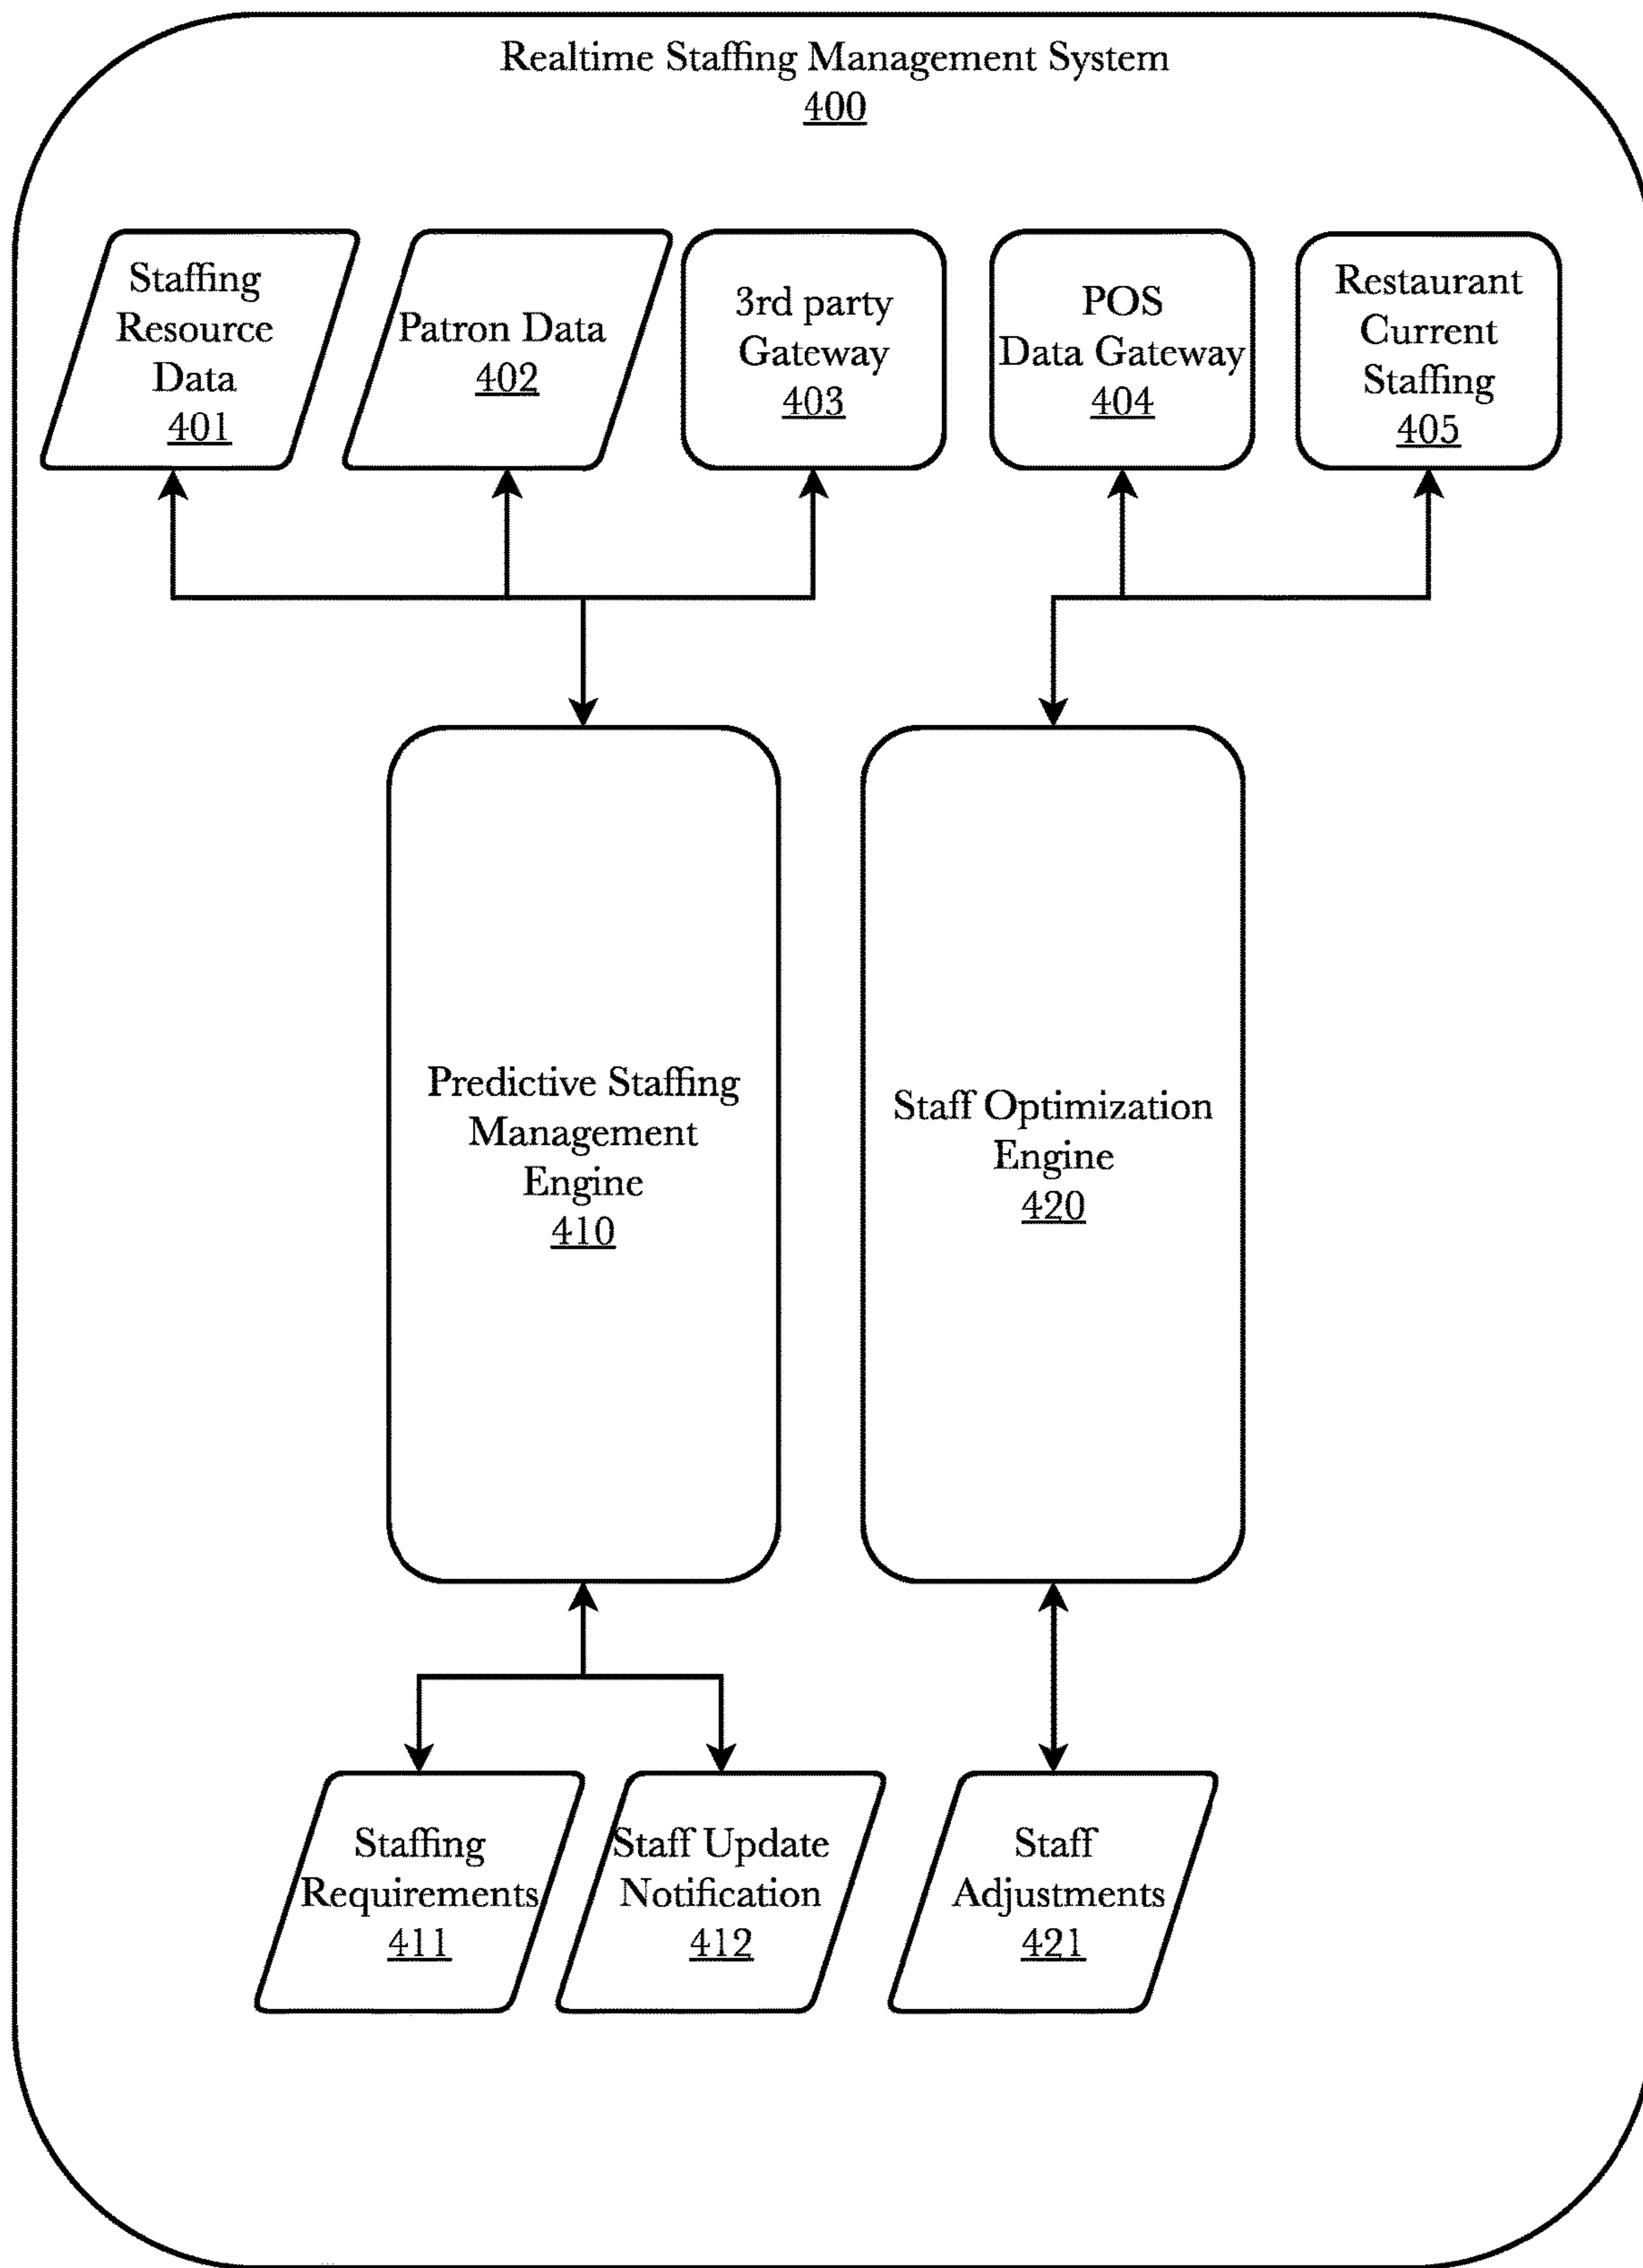 Realtime Staffing Management System
400
Staffing
Resource
Data
401
Patron Data
402
3rd party
Gateway
403
POS
Data Gateway
404
Restaurant
Current
Staffing
405
Predictive Staffing
Management
Engine
410
Staff Optimization
Engine
420
Staffing
Requirements
411
Staff Update
Notification
412
Staff
Adjustments
421